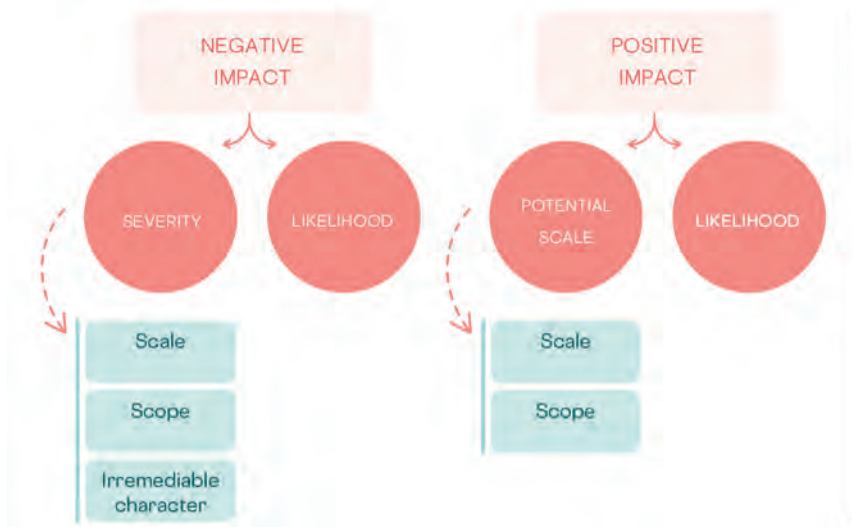 NEGATIVE
IMPACT
SEVERITY
LIKELIHOOD
Scale
Scope
Irremediable
character
POSITIVE
IMPACT
POTENTIAL
SCALE
LIKELIHOOD
Scale
Scope